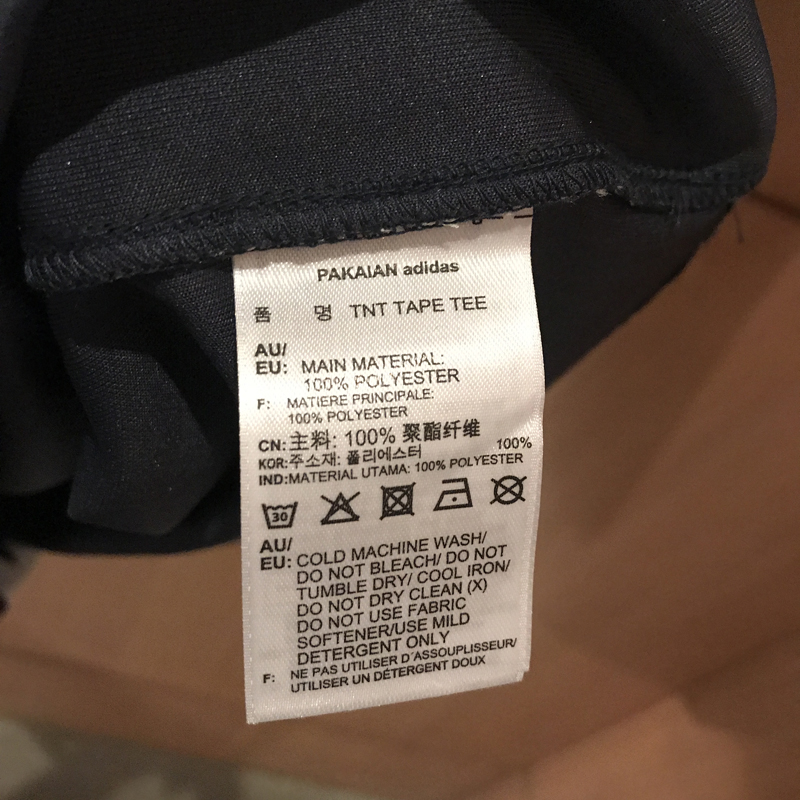 PAKAIAN adidas
품 명 TNT TAPE TEE
AU/
EU: MAIN MATERIAL:
100% POLYESTER
F: MATIERE PRINCIPALE:
100% POLYESTER
CN: 主料: 100% 聚酯纤维
KOR: 주소재: 폴리에스터 100%
IND: MATERIAL UTAMA: 100% POLYESTER
30
AU/
EU: COLD MACHINE WASH/
DO NOT BLEACH/ DO NOT
TUMBLE DRY/ COOL IRON/
DO NOT DRY CLEAN (X)
DO NOT USE FABRIC
SOFTENER/USE MILD
DETERGENT ONLY
F: NE PAS UTILISER D'ASSOUPLISSEUR/
UTILISER UN DÉTERGENT DOUX